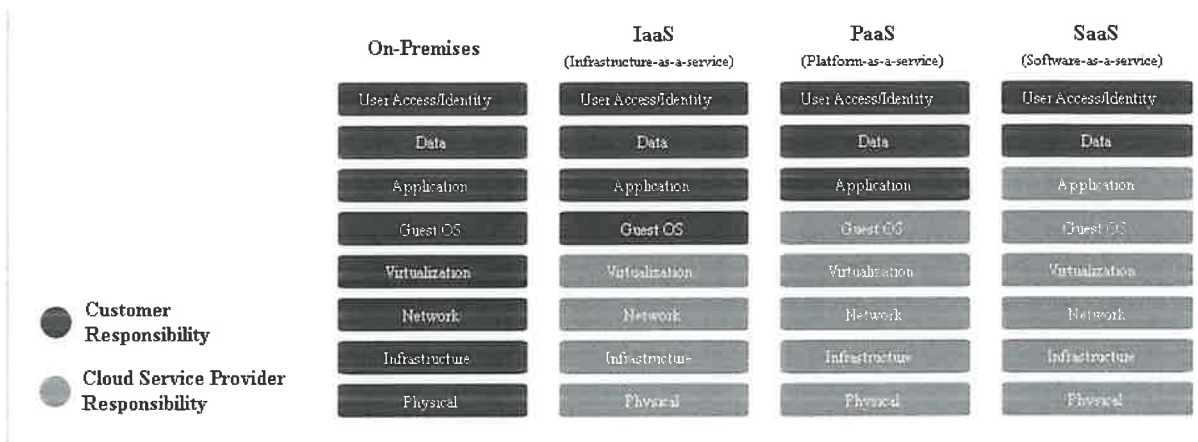 On-Premises
IaaS
(Infrastructure-as-a-service)
PaaS
(Platform-as-a-service)
SaaS
(Software-as-a-service)
User Access/Identity User Access/Identity User Access/Identity User Access/Identity
Data Data Data Data
Application Application Application Application
Guest OS Guest OS Guest OS Guest OS
Virtualization Virtualization Virtualization Virtualization
Network Network Network Network
Infrastructure Infrastructure Infrastructure Infrastructure
Physical Physical Physical Physical
Customer
Responsibility
Cloud Service Provider
Responsibility